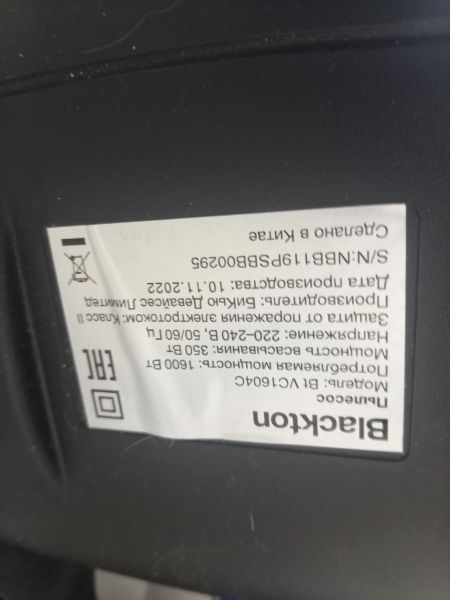 Blackton
Пылесос
Модель: Bt VC1604C
Потребляемая мощность: 1600 Вт
Мощность всасывания: 350 Вт
Напряжение: 220–240 В, 50/60 Гц
Защита от поражения электротоком: Класс II
Производитель: БиКью Девайсес Лимитед
Дата производства: 10.11.2022
S/N:NBB119PSBB00295
Сделано в Китае
EAC